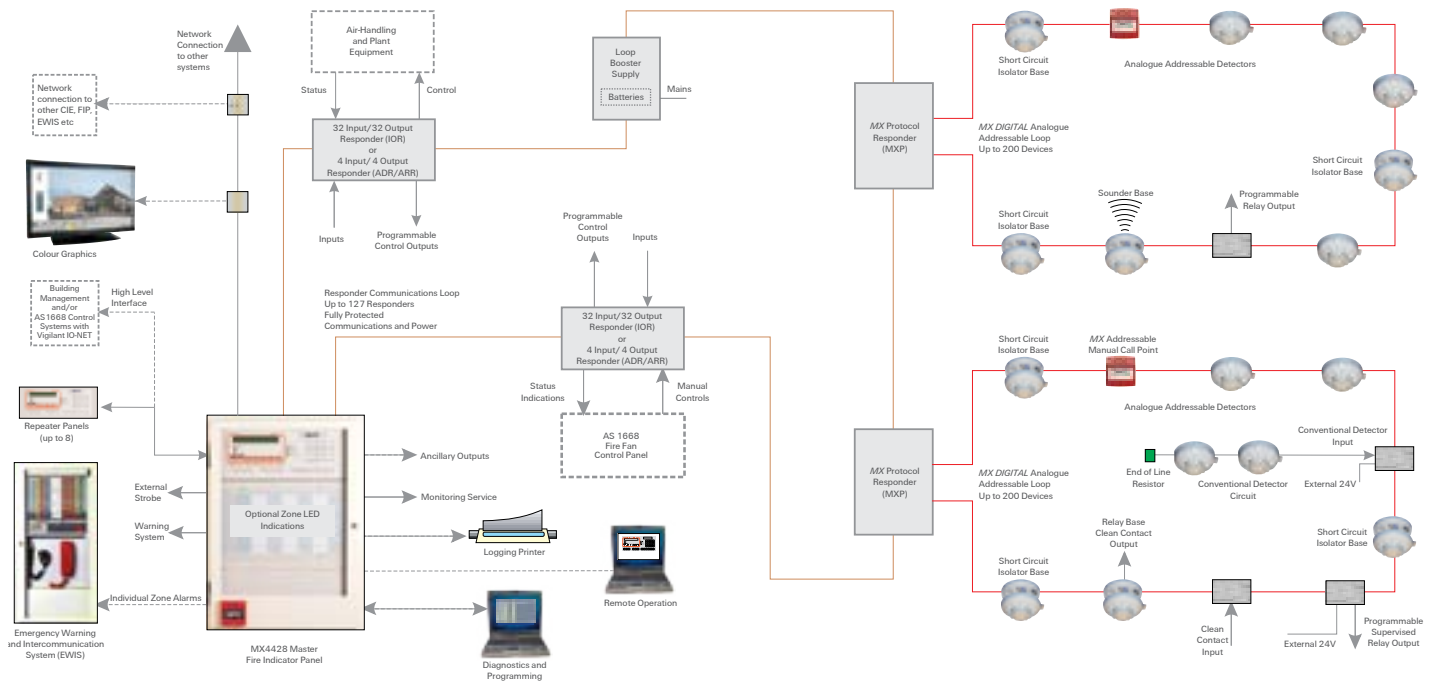 Network
Connection
to other
systems
Network
connection to
other CIE, FIP,
EWIS etc
Colour Graphics
Building
Management
and/or
AS 1668 Control
Systems with
Vigilant IO-NET
High Level
Interface
Repeater Panels
(up to 8)
External
Strobe
Warning
System
Individual Zone Alarms
Emergency Warning
and Intercommunication
System (EWIS)
Optional Zone LED
Indications
MX4428 Master
Fire Indicator Panel
Ancillary Outputs
Monitoring Service
Logging Printer
Remote Operation
Diagnostics and
Programming
Air-Handling
and Plant
Equipment
Status
Control
32 Input/32 Output
Responder (IOR)
or
4 Input/ 4 Output
Responder (ADR/ARR)
Inputs
Programmable
Control Outputs
Responder Communications Loop
Up to 127 Responders
Fully Protected
Communications and Power
Programmable
Control
Outputs
Inputs
32 Input/32 Output
Responder (IOR)
or
4 Input/ 4 Output
Responder (ADR/ARR)
Status
Indications
Manual
Controls
AS 1668
Fire Fan
Control Panel
Loop
Booster
Supply
Batteries
Mains
MX Protocol
Responder
(MXP)
MX DIGITAL Analogue
Addressable Loop
Up to 200 Devices
Short Circuit
Isolator Base
Analogue Addressable Detectors
Short Circuit
Isolator Base
Short Circuit
Isolator Base
Sounder Base
Programmable
Relay Output
MX Protocol
Responder
(MXP)
MX DIGITAL Analogue
Addressable Loop
Up to 200 Devices
Short Circuit
Isolator Base
MX Addressable
Manual Call Point
Analogue Addressable Detectors
Conventional Detector
Input
End of Line
Resistor
Conventional Detector
Circuit
External 24V
Short Circuit
Isolator Base
Short Circuit
Isolator Base
Relay Base
Clean Contact
Output
Clean
Contact
Input
External 24V
Programmable
Supervised
Relay Output